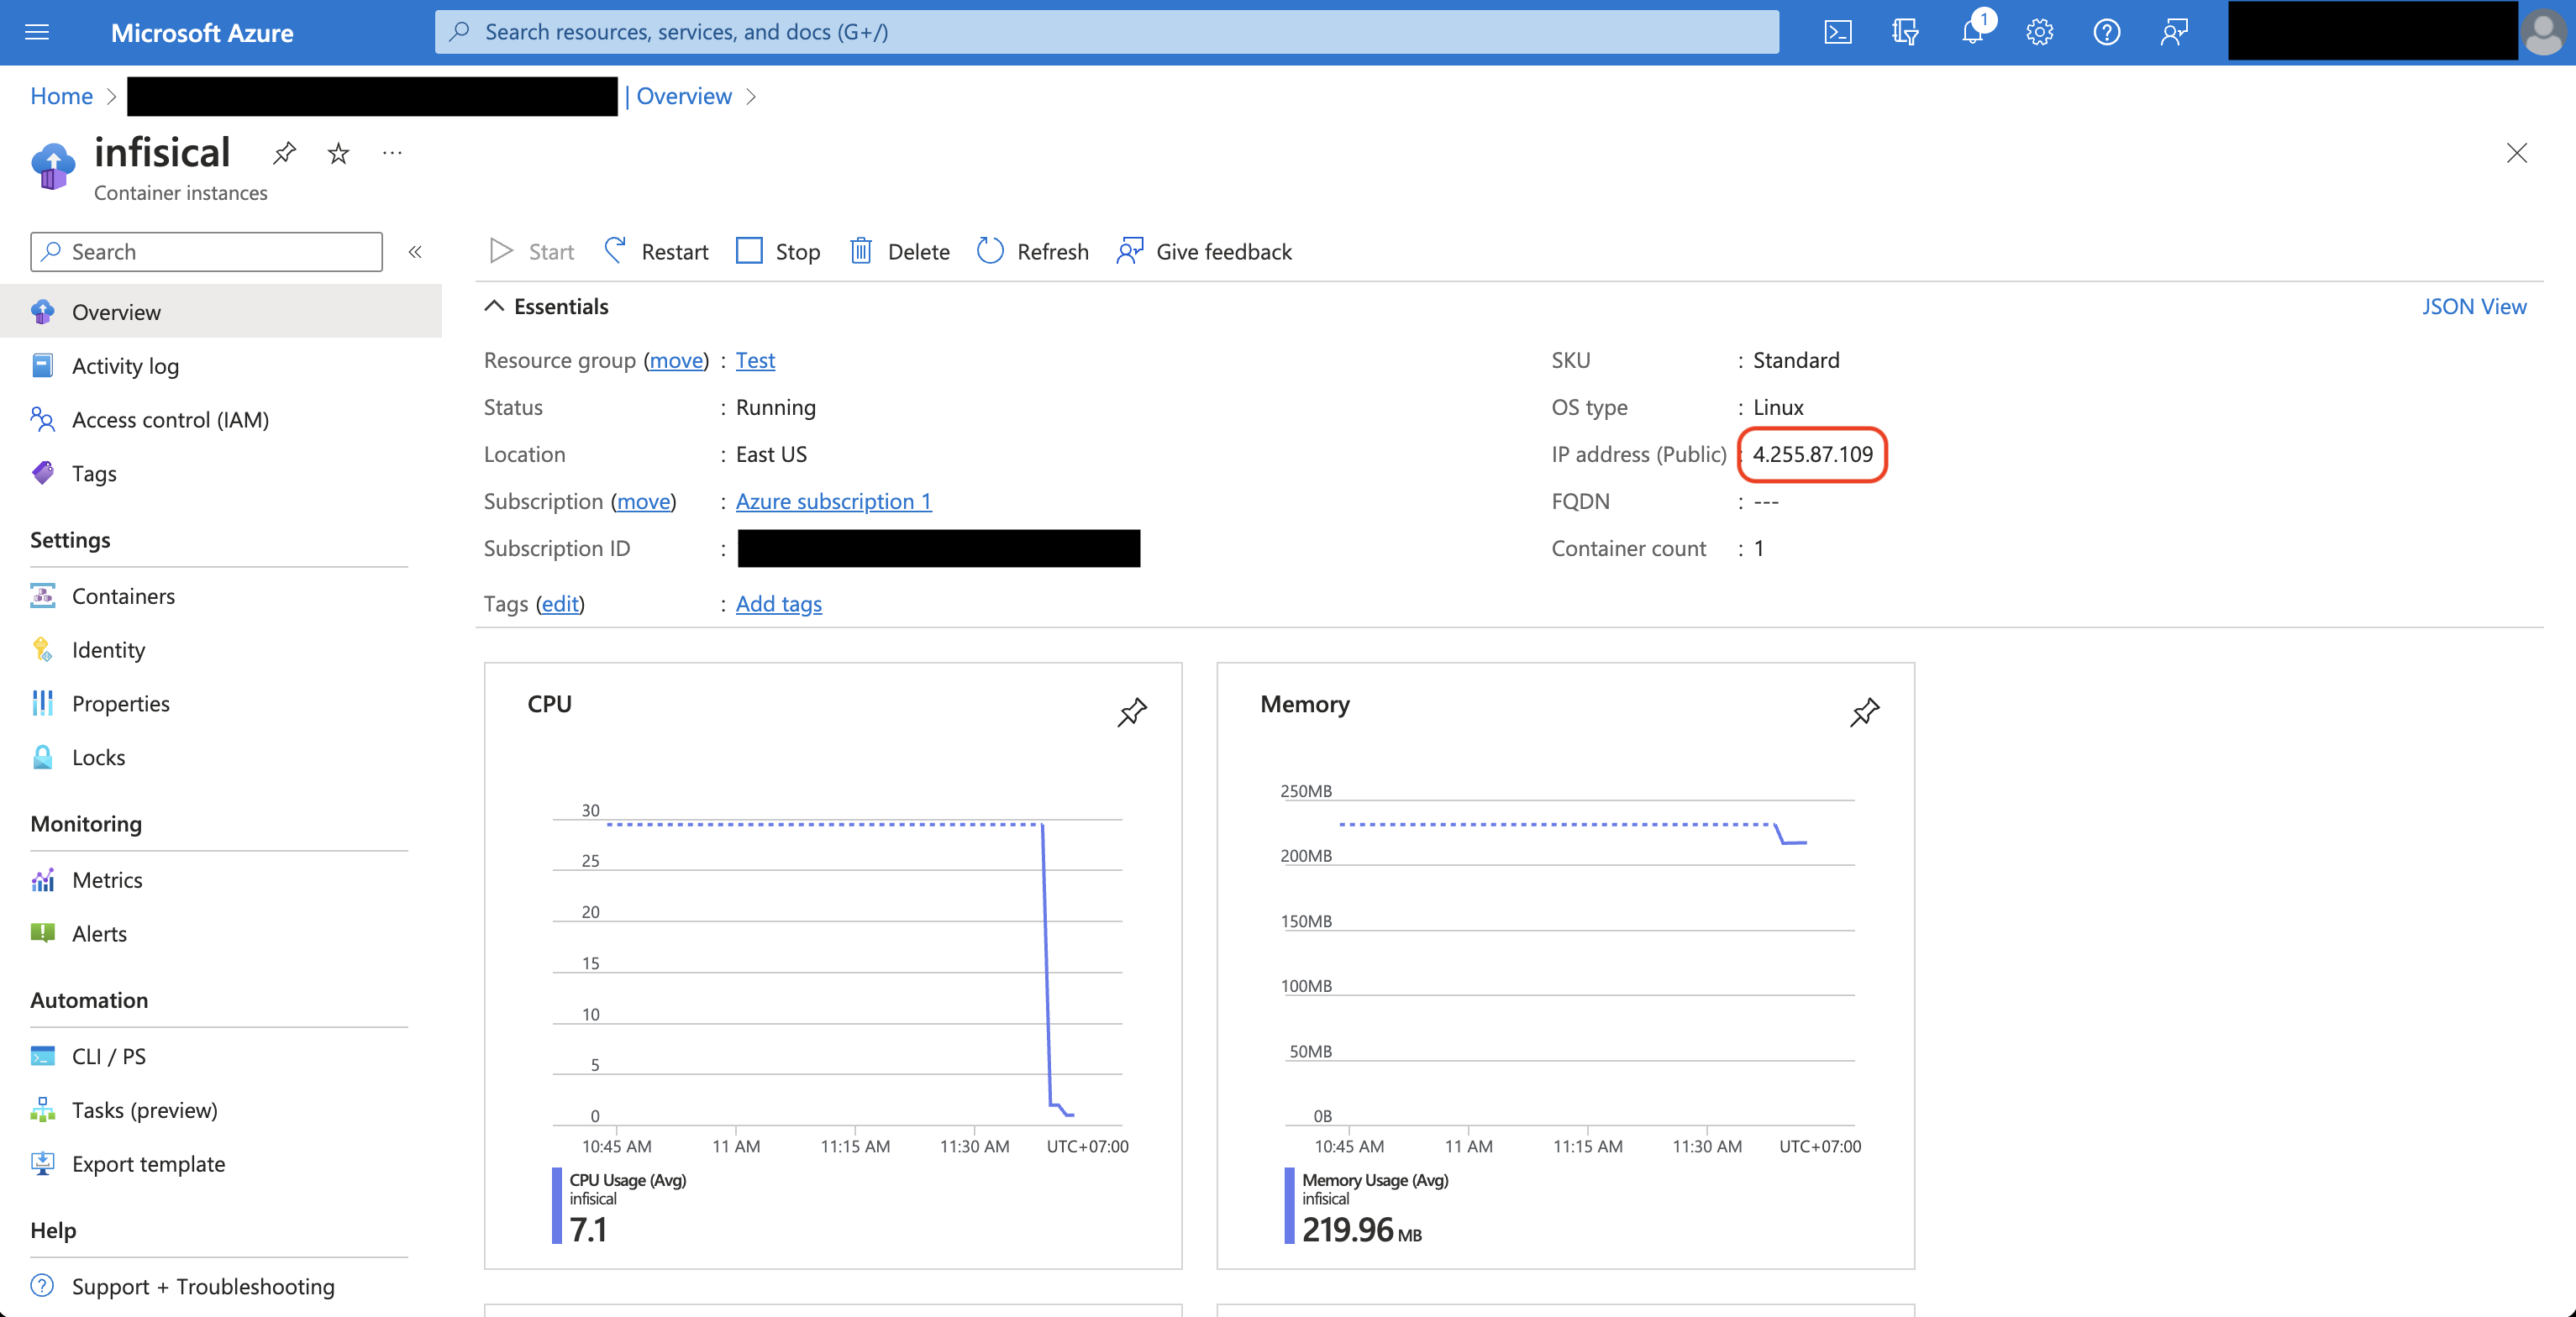 Microsoft Azure
Search resources, services, and docs (G+/)
1
Home > | Overview >
infisical ...
Container instances
Search «
Start Restart Stop Delete Refresh Give feedback
Overview
Activity log
Access control (IAM)
Tags
Settings
Containers
Identity
Properties
Locks
Monitoring
Metrics
Alerts
Automation
CLI / PS
Tasks (preview)
Export template
Help
Support + Troubleshooting
Essentials
JSON View
Resource group (move) : Test
Status : Running
Location : East US
Subscription (move) : Azure subscription 1
Subscription ID :
Tags (edit) : Add tags
SKU : Standard
OS type : Linux
IP address (Public) : 4.255.87.109
FQDN : ---
Container count : 1
CPU
30
25
20
15
10
5
0
10:45 AM 11 AM 11:15 AM 11:30 AM UTC+07:00
CPU Usage (Avg)
infisical
7.1
Memory
250MB
200MB
150MB
100MB
50MB
0B
10:45 AM 11 AM 11:15 AM 11:30 AM UTC+07:00
Memory Usage (Avg)
infisical
219.96 MB